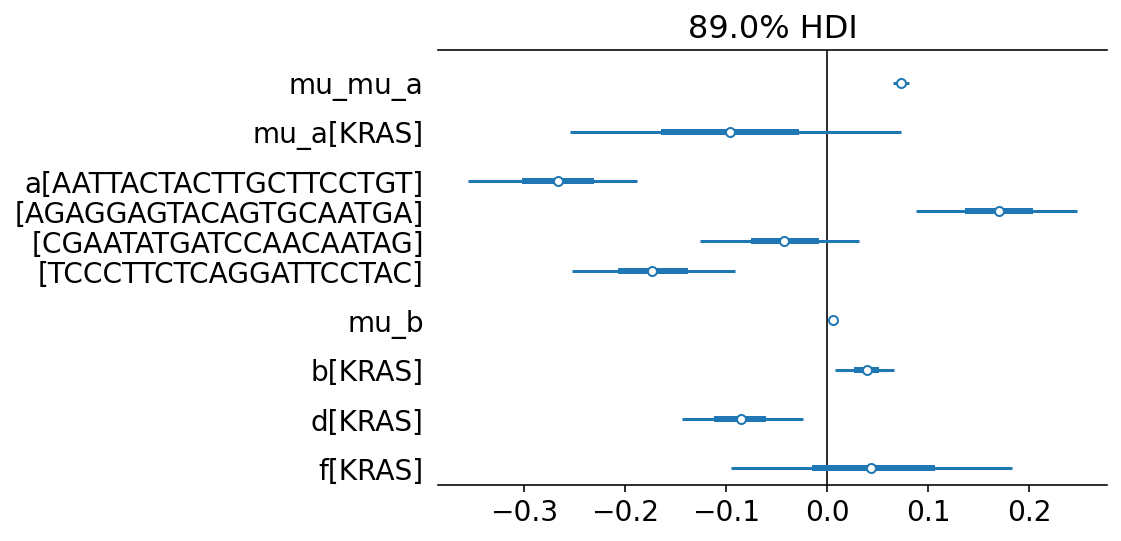 89.0% HDI
mu_mu_a
mu_a[KRAS]
a[AATTACTACTTGCTTCCTGT]
[AGAGGAGTACAGTGCAATGA]
[CGAATATGATCCAACAATAG]
[TCCCTTCTCAGGATTCCTAC]
mu_b
b[KRAS]
d[KRAS]
f[KRAS]
−0.3 −0.2 −0.1 0.0 0.1 0.2